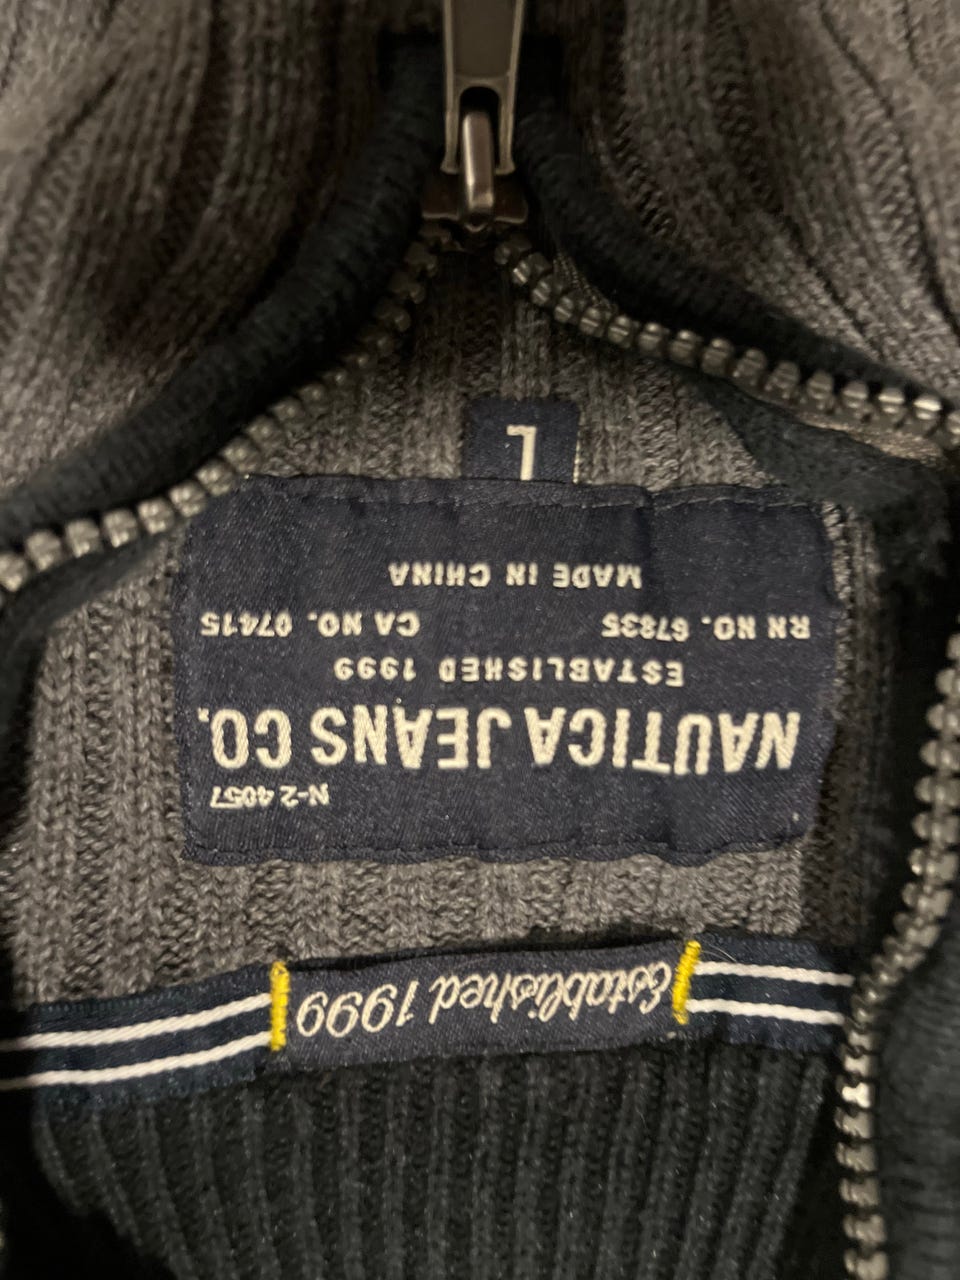 Established 1999
N-2 4057
NAUTICA JEANS CO.
ESTABLISHED 1999
RN NO. 67835 CA NO. 07415
MADE IN CHINA
L